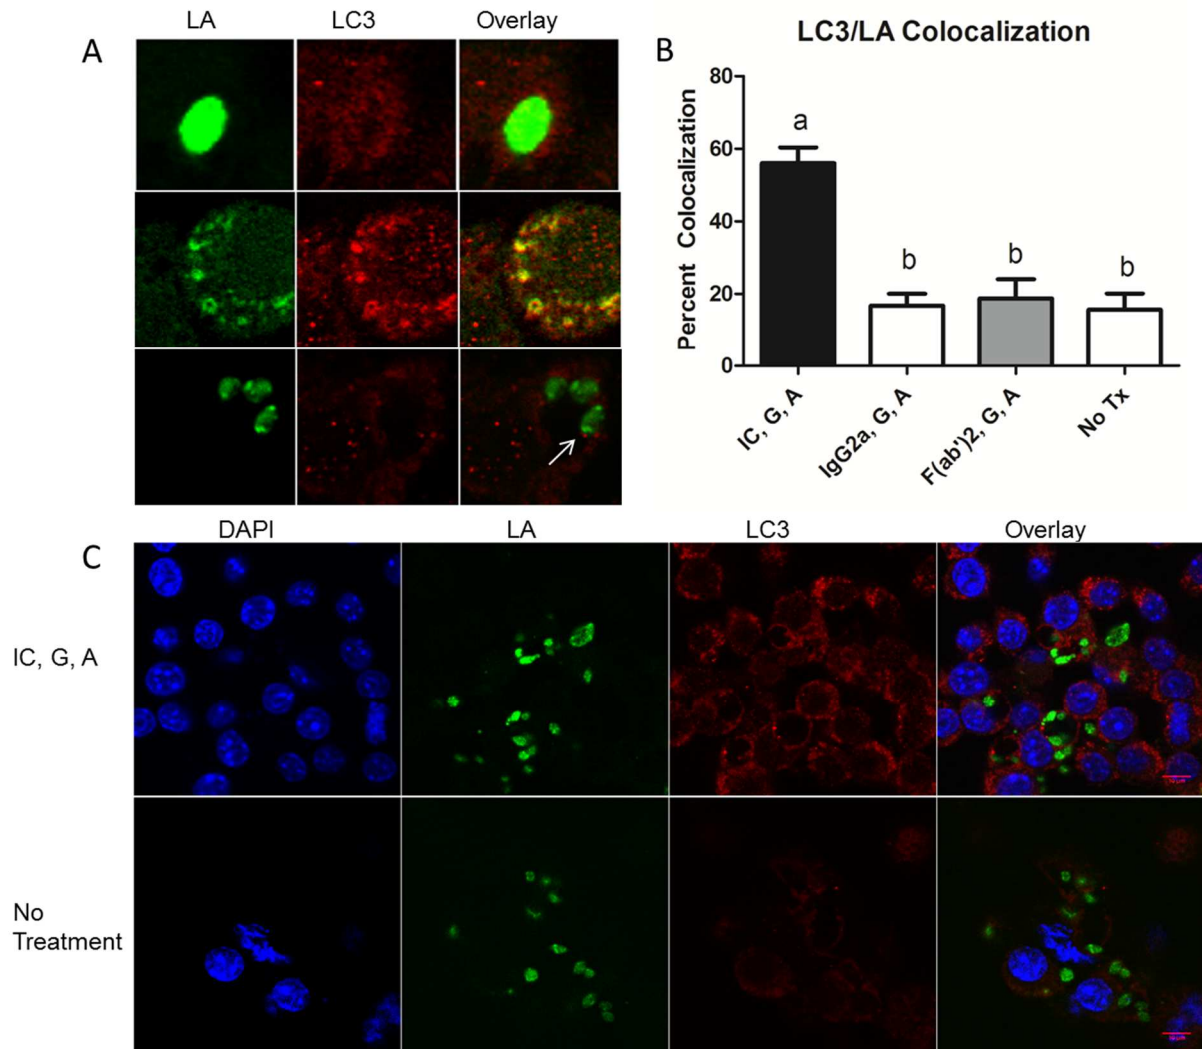 A
LA LC3 Overlay
B
LC3/LA Colocalization
Percent Colocalization
80
60
40
20
0
a
b
b
b
IC, G, A
IgG2a, G, A
F(ab')2, G, A
No Tx
C
DAPI LA LC3 Overlay
IC, G, A
No
Treatment